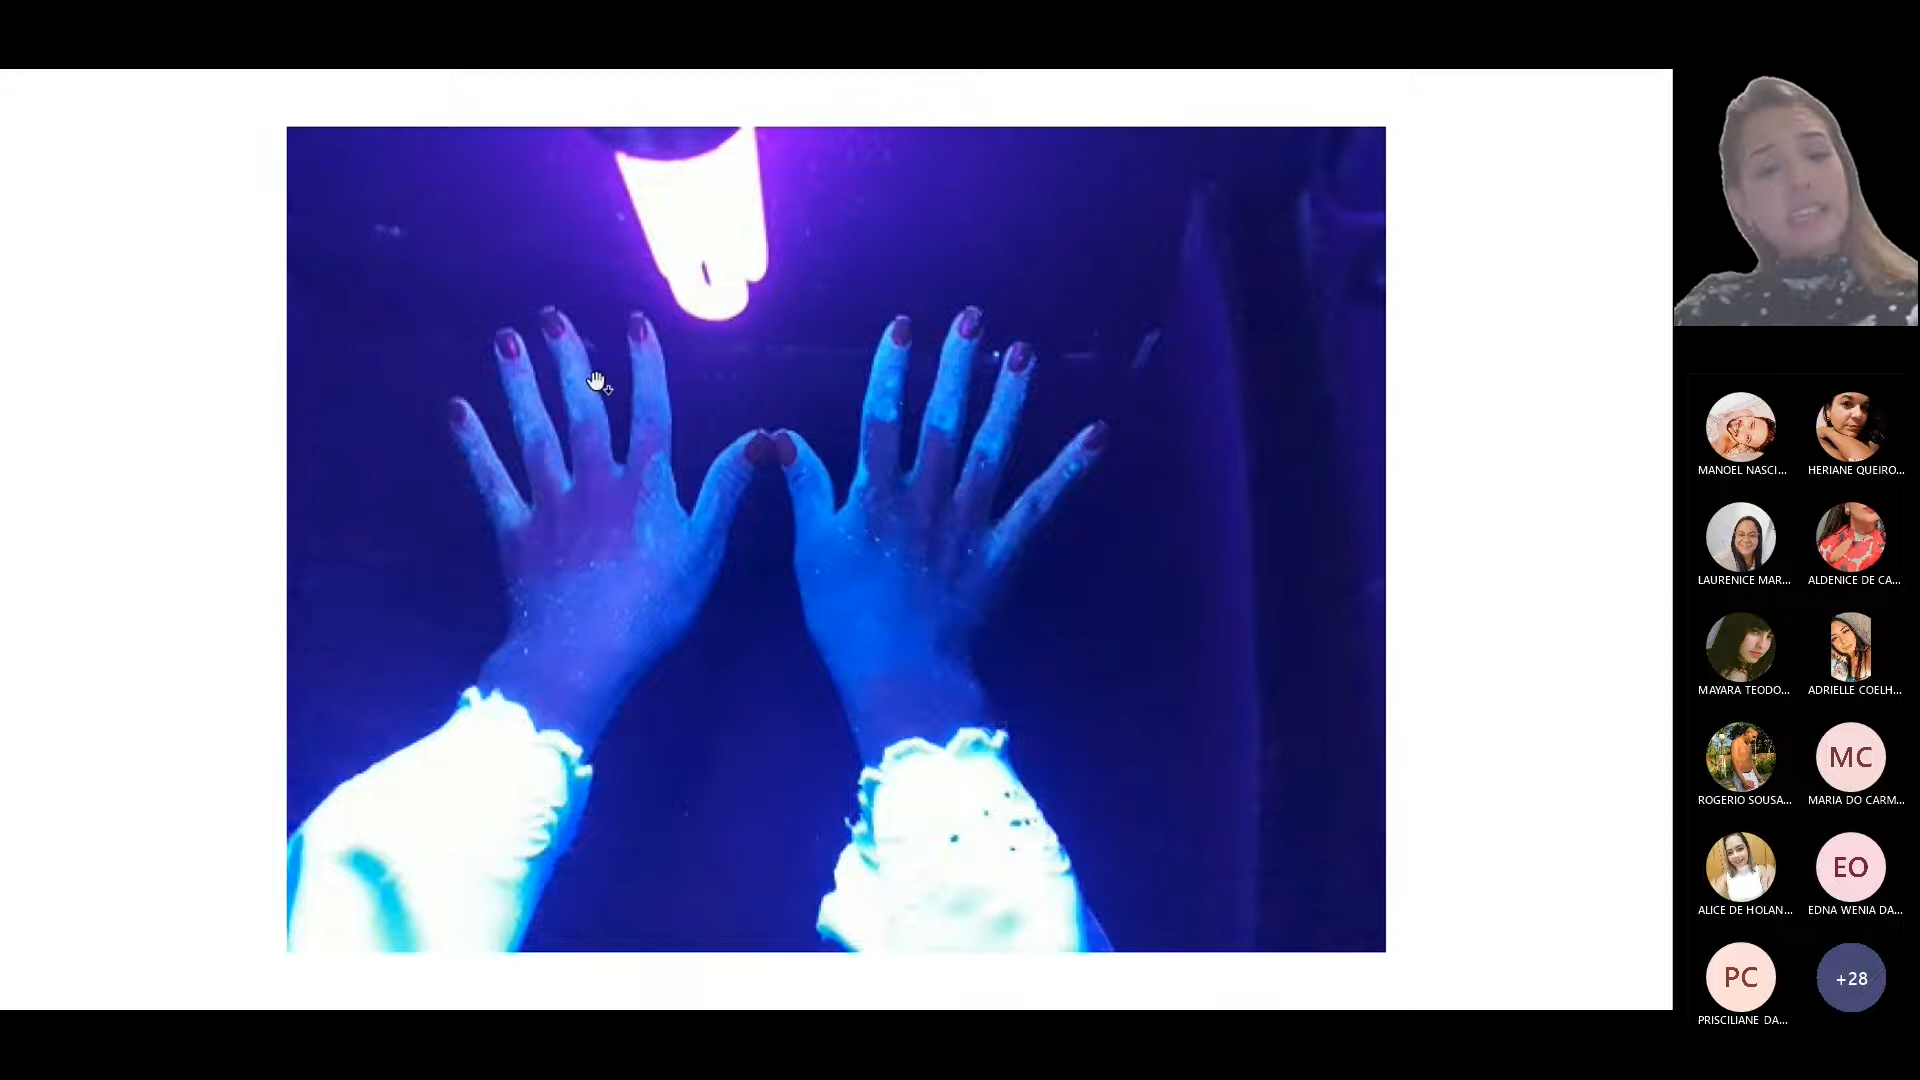 MANOEL NASCI...
HERIANE QUEIRO...
LAURENICE MAR...
ALDENICE DE CA...
MAYARA TEODO...
ADRIELLE COELH...
ROGERIO SOUSA...
MC
MARIA DO CARM...
ALICE DE HOLAN...
EO
EDNA WENIA DA...
PC
PRISCILIANE DA...
+28